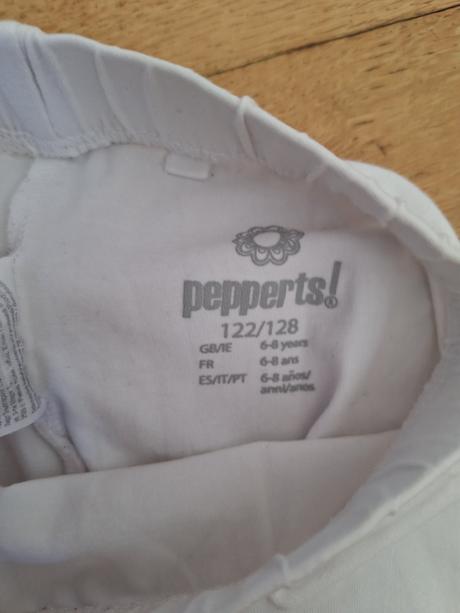 pepperts!®
122/128
GB/IE 6-8 years
FR 6-8 ans
ES/IT/PT 6-8 años/
anni/anos